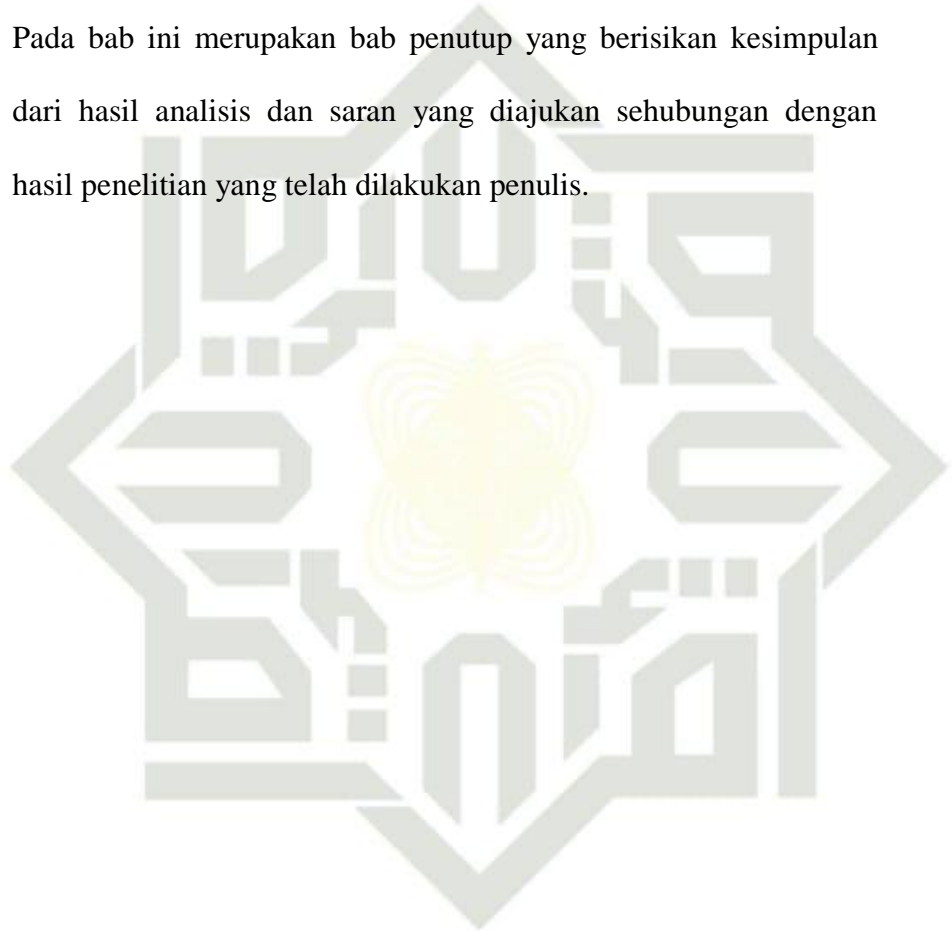 Pada bab ini merupakan bab penutup yang berisikan kesimpulan
dari hasil analisis dan saran yang diajukan sehubungan dengan
hasil penelitian yang telah dilakukan penulis.